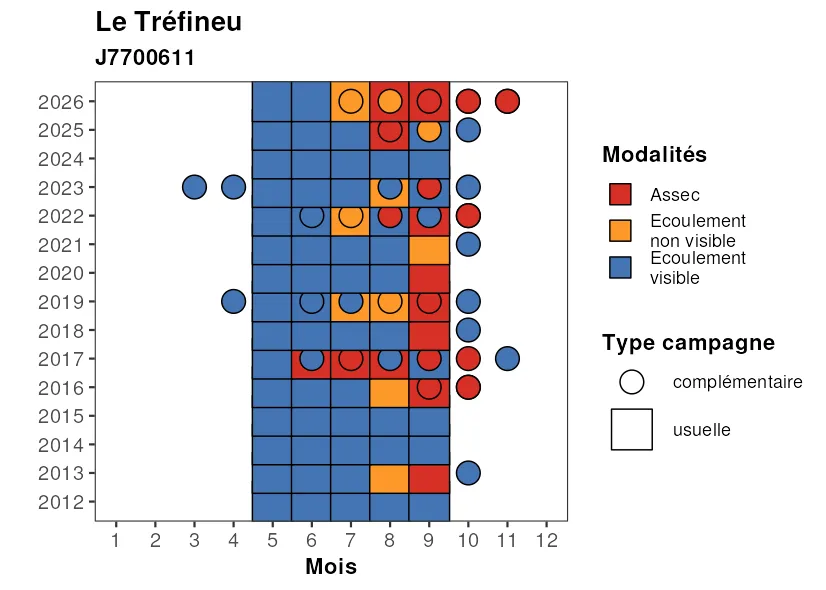 Le Tréfineu
J7700611
2026
2025
2024
2023
2022
2021
2020
2019
2018
2017
2016
2015
2014
2013
2012
1 2 3 4 5 6 7 8 9 10 11 12
Mois
Modalités
Assec
Ecoulement
non visible
Ecoulement
visible
Type campagne
complémentaire
usuelle